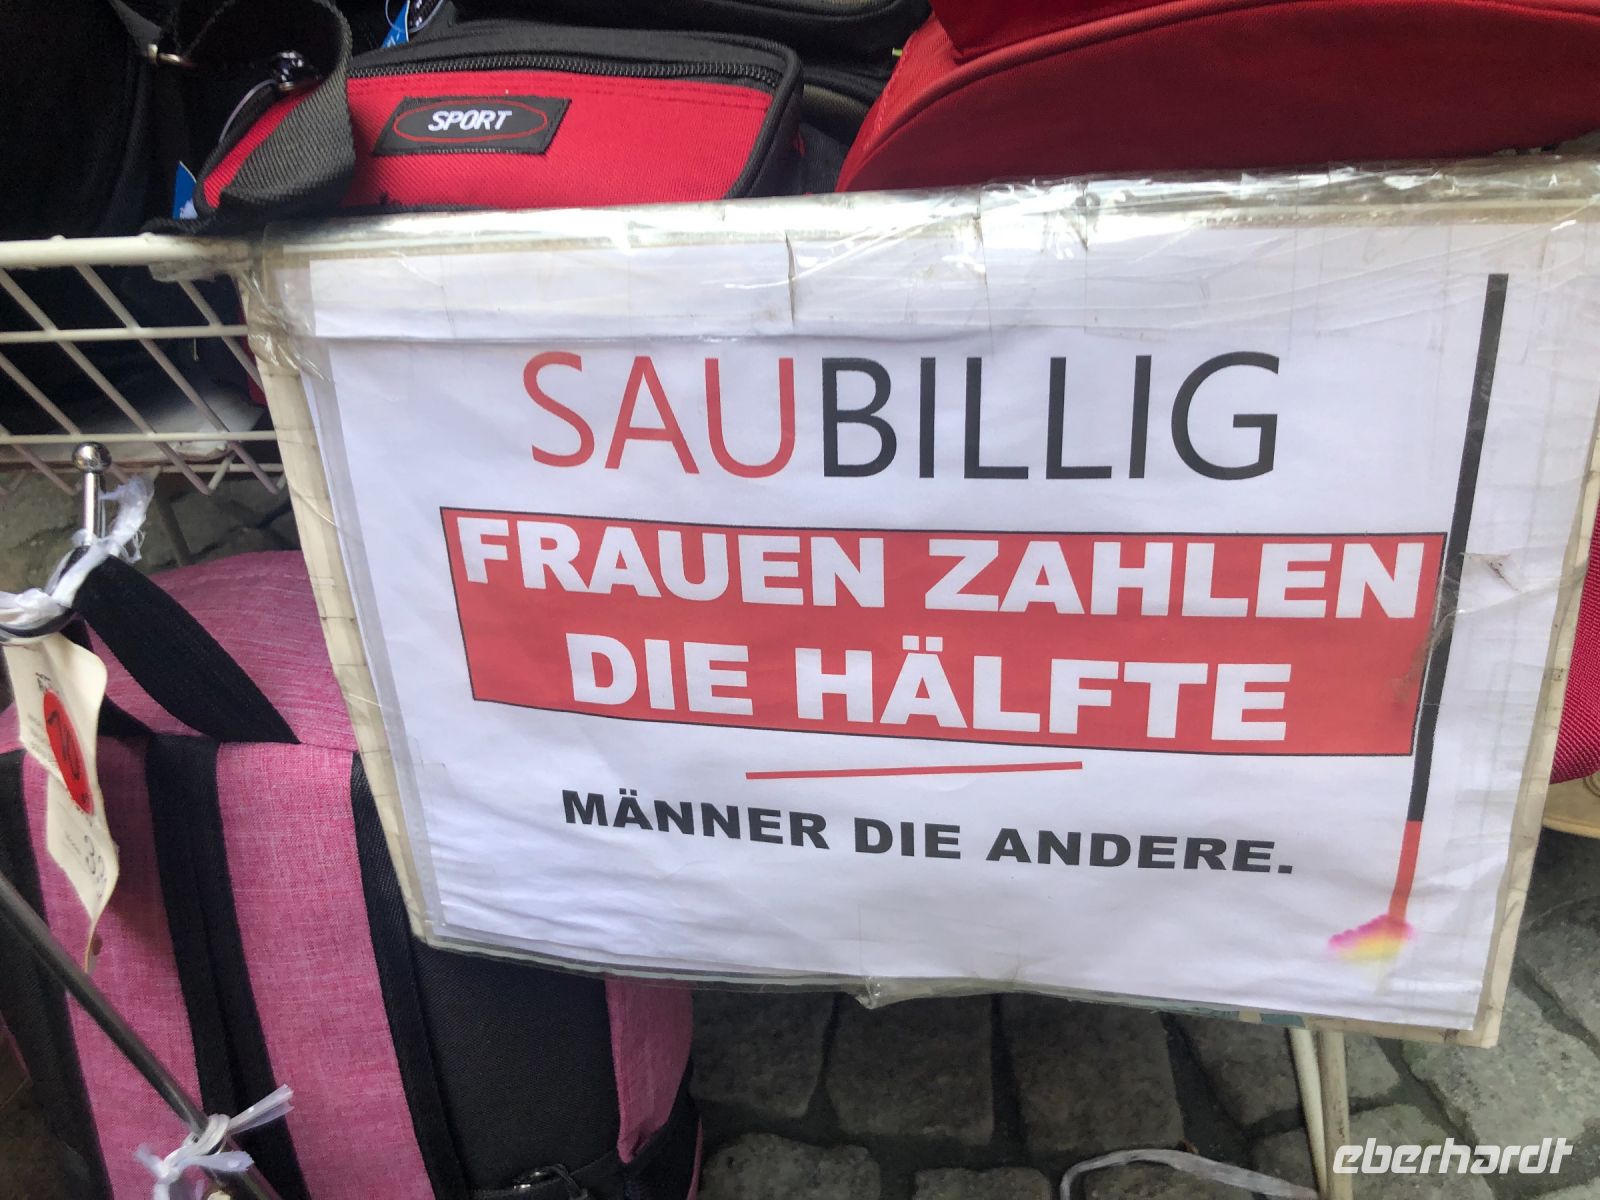 SPORT
SAUBILLIG
FRAUEN ZAHLEN
DIE HÄLFTE
MÄNNER DIE ANDERE.
eberhardt